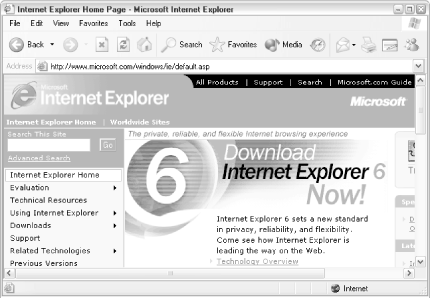 Internet Explorer Home Page - Microsoft Internet Explorer
File Edit View Favorites Tools Help
Back Search Favorites Media
Address http://www.microsoft.com/windows/ie/default.asp
All Products | Support | Search | Microsoft.com Guide
Microsoft
Internet Explorer
Microsoft
Internet Explorer Home | Worldwide Sites
Search This Site
Go
Advanced Search
Internet Explorer Home
Evaluation
Technical Resources
Using Internet Explorer
Downloads
Support
Related Technologies
Previous Versions
The private, reliable, and flexible Internet browsing experience
6
Download
Internet Explorer 6
Now!
Internet Explorer 6 sets a new standard
in privacy, reliability, and flexibility.
Come see how Internet Explorer is
leading the way on the Web.
Technology Overview
Spe
Late
Internet